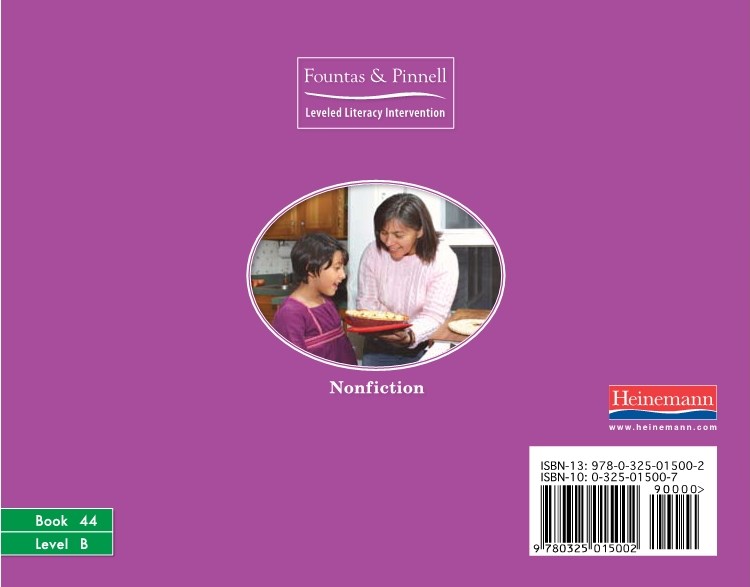 Fountas & Pinnell
Leveled Literacy Intervention
Nonfiction
Heinemann
www.heinemann.com
ISBN-13: 978-0-325-01500-2
ISBN-10: 0-325-01500-7
90000>
9 780325 015002
Book 44
Level B